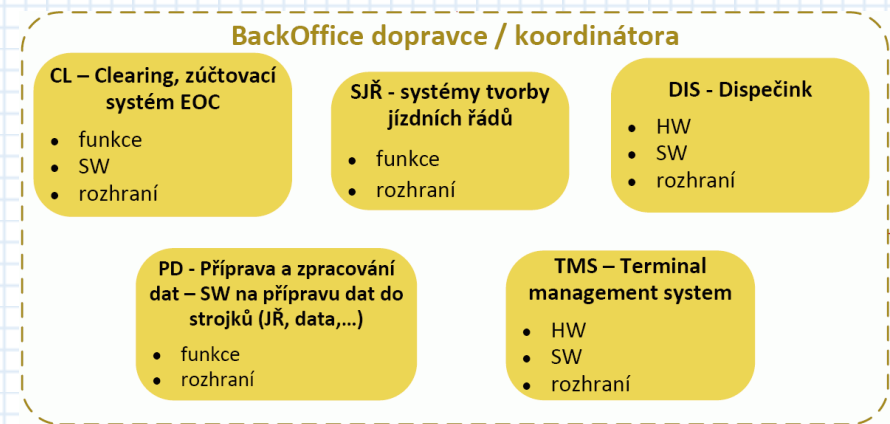 BackOffice dopravce / koordinátora
CL – Clearing, zúčtovací
systém EOC
• funkce
• SW
• rozhraní
SJŘ - systémy tvorby
jízdních řádů
• funkce
• rozhraní
DIS - Dispečink
• HW
• SW
• rozhraní
PD - Příprava a zpracování
dat – SW na přípravu dat do
strojků (JŘ, data,...)
• funkce
• rozhraní
TMS – Terminal
management system
• HW
• SW
• rozhraní